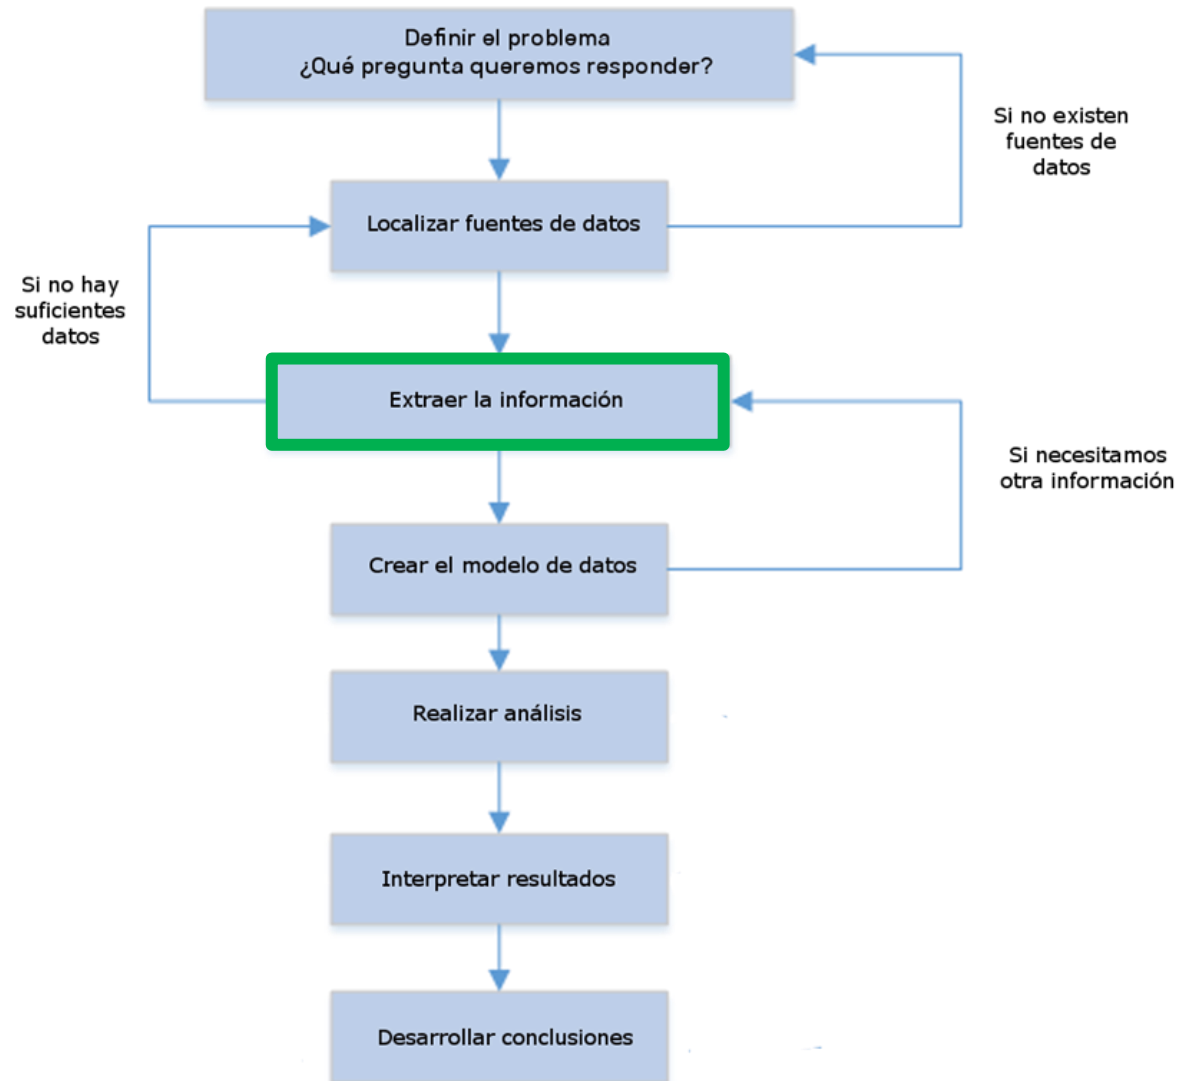 Definir el problema
¿Qué pregunta queremos responder?
Si no existen
fuentes de
datos
Localizar fuentes de datos
Si no hay
suficientes
datos
Extraer la información
Si necesitamos
otra información
Crear el modelo de datos
Realizar análisis
Interpretar resultados
Desarrollar conclusiones